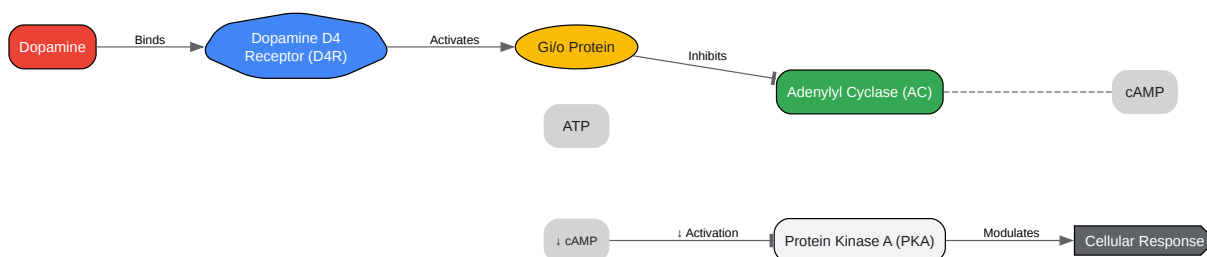 Dopamine
Binds
Dopamine D4
Receptor (D4R)
Activates
Gi/o Protein
Inhibits
Adenylyl Cyclase (AC)
cAMP
ATP
↓ cAMP
↓ Activation
Protein Kinase A (PKA)
Modulates
Cellular Response